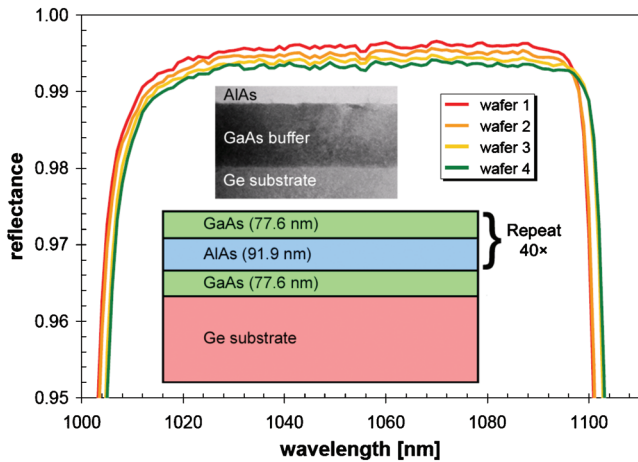 1.00
0.99
0.98
0.97
0.96
0.95
reflectance
AlAs
GaAs buffer
Ge substrate
wafer 1
wafer 2
wafer 3
wafer 4
GaAs (77.6 nm)
AlAs (91.9 nm)
GaAs (77.6 nm)
Ge substrate
Repeat
40×
1000
1020
1040
1060
1080
1100
wavelength [nm]